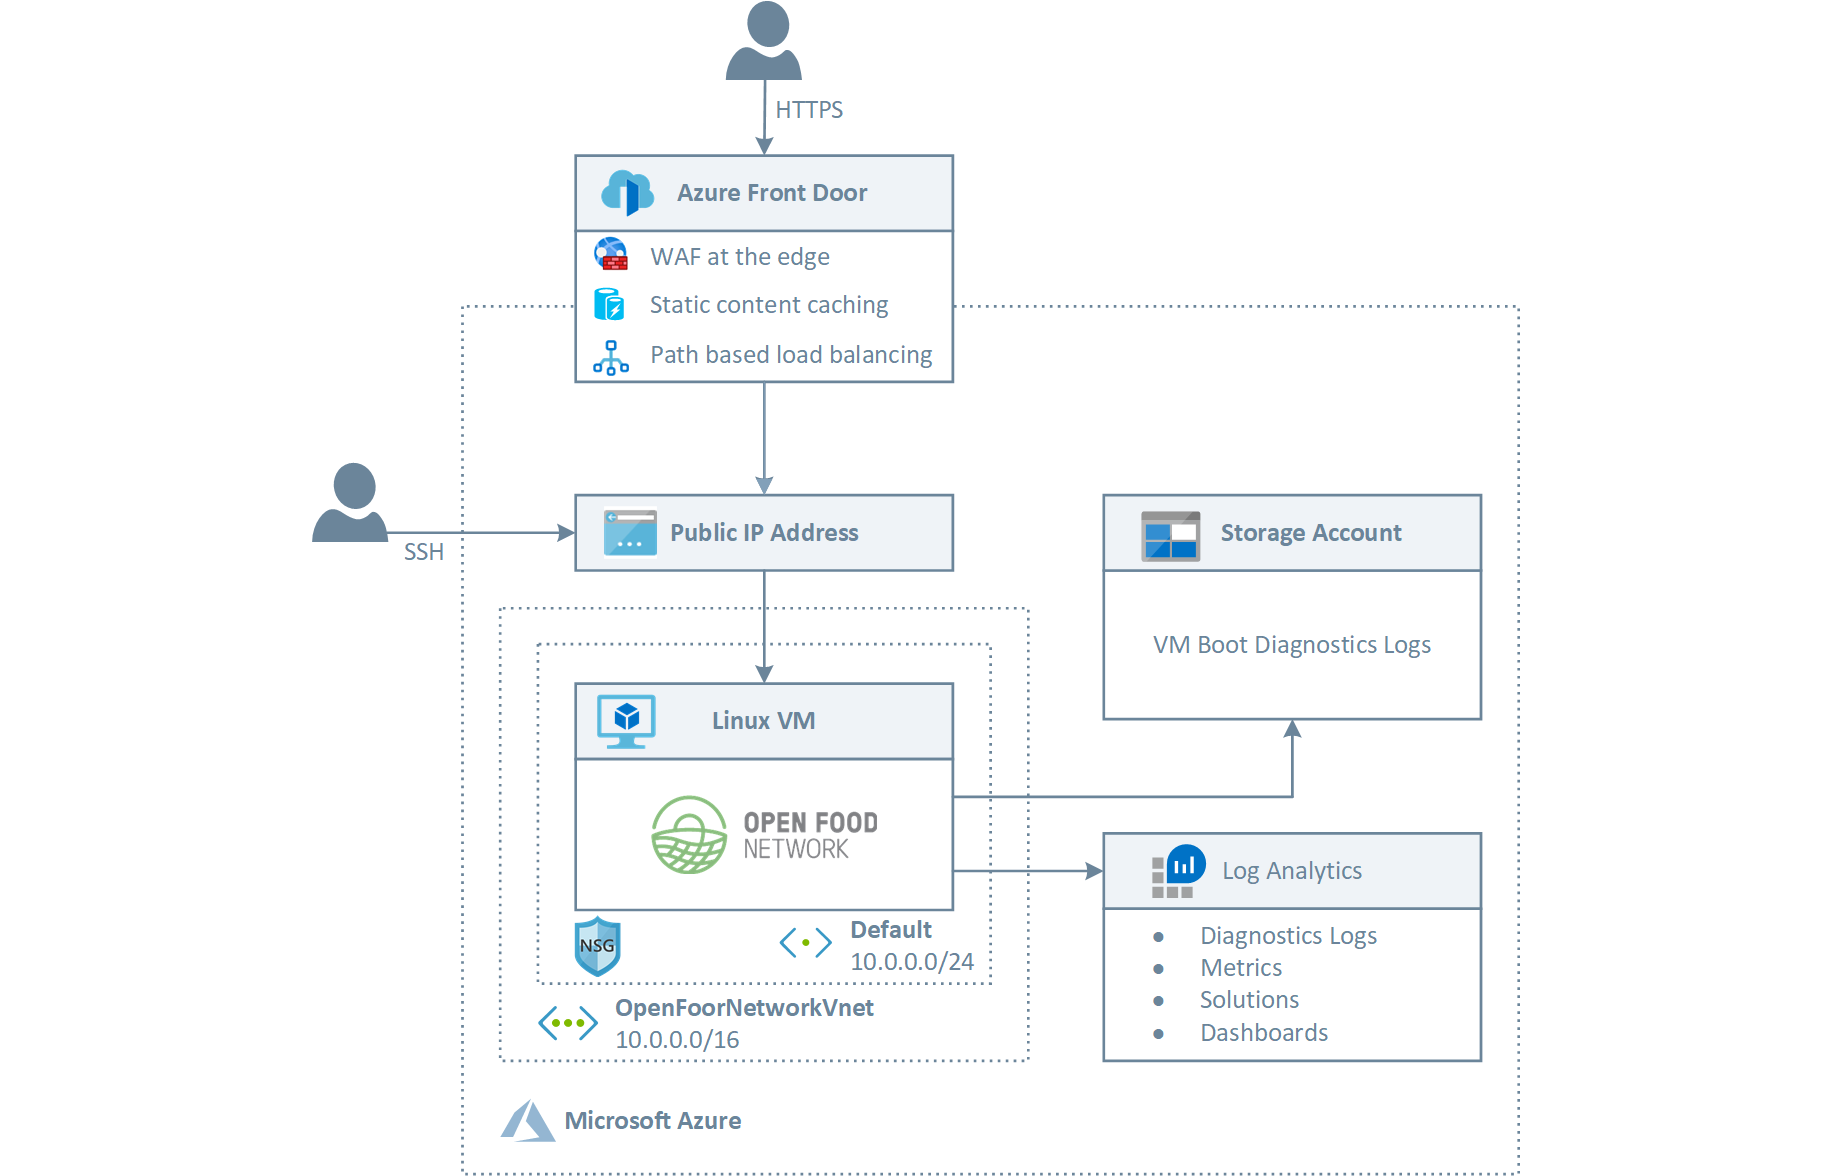 HTTPS
Azure Front Door
WAF at the edge
Static content caching
Path based load balancing
SSH
Public IP Address
Storage Account
VM Boot Diagnostics Logs
Linux VM
OPEN FOOD
NETWORK
Log Analytics
• Diagnostics Logs
• Metrics
• Solutions
• Dashboards
NSG
Default
10.0.0.0/24
OpenFoorNetworkVnet
10.0.0.0/16
Microsoft Azure